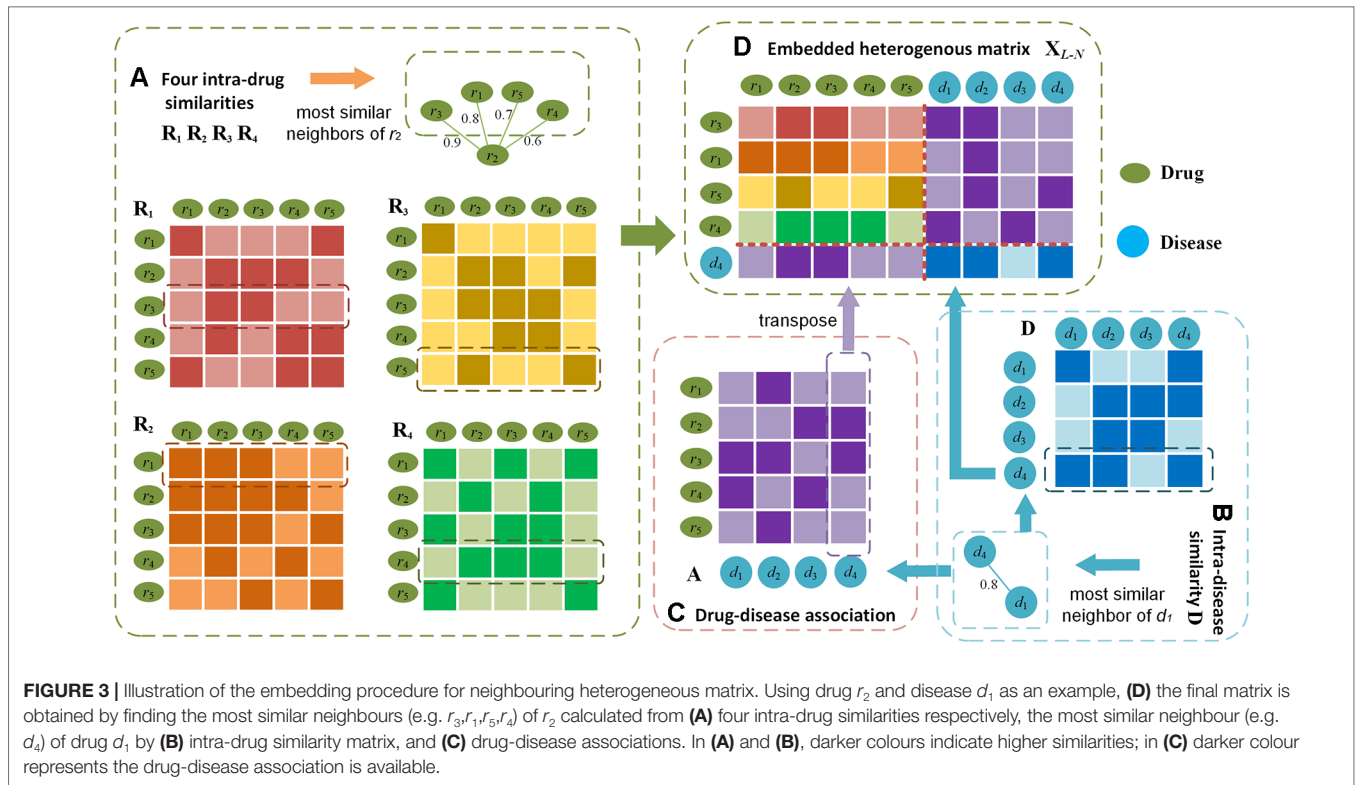 A Four intra-drug
similarities
R1 R2 R3 R4
most similar
neighbors of r2
r3
r1
r5
r4
0.9
0.8
0.7
0.6
r2
R1
r1 r2 r3 r4 r5
r1
r2
r3
r4
r5
R3
r1 r2 r3 r4 r5
r1
r2
r3
r4
r5
R2
r1 r2 r3 r4 r5
r1
r2
r3
r4
r5
R4
r1 r2 r3 r4 r5
r1
r2
r3
r4
r5
D Embedded heterogenous matrix XL-N
r1 r2 r3 r4 r5 d1 d2 d3 d4
r3
r1
r5
r4
d4
Drug
Disease
transpose
r1
r2
r3
r4
r5
A d1 d2 d3 d4
C Drug-disease association
D
d1 d2 d3 d4
d1
d2
d3
d4
B Intra-disease
similarity D
most similar
neighbor of d1
d4
0.8
d1
FIGURE 3 | Illustration of the embedding procedure for neighbouring heterogeneous matrix. Using drug r2 and disease d1 as an example, (D) the final matrix is
obtained by finding the most similar neighbours (e.g. r3,r1,r5,r4) of r2 calculated from (A) four intra-drug similarities respectively, the most similar neighbour (e.g.
d4) of drug d1 by (B) intra-drug similarity matrix, and (C) drug-disease associations. In (A) and (B), darker colours indicate higher similarities; in (C) darker colour
represents the drug-disease association is available.